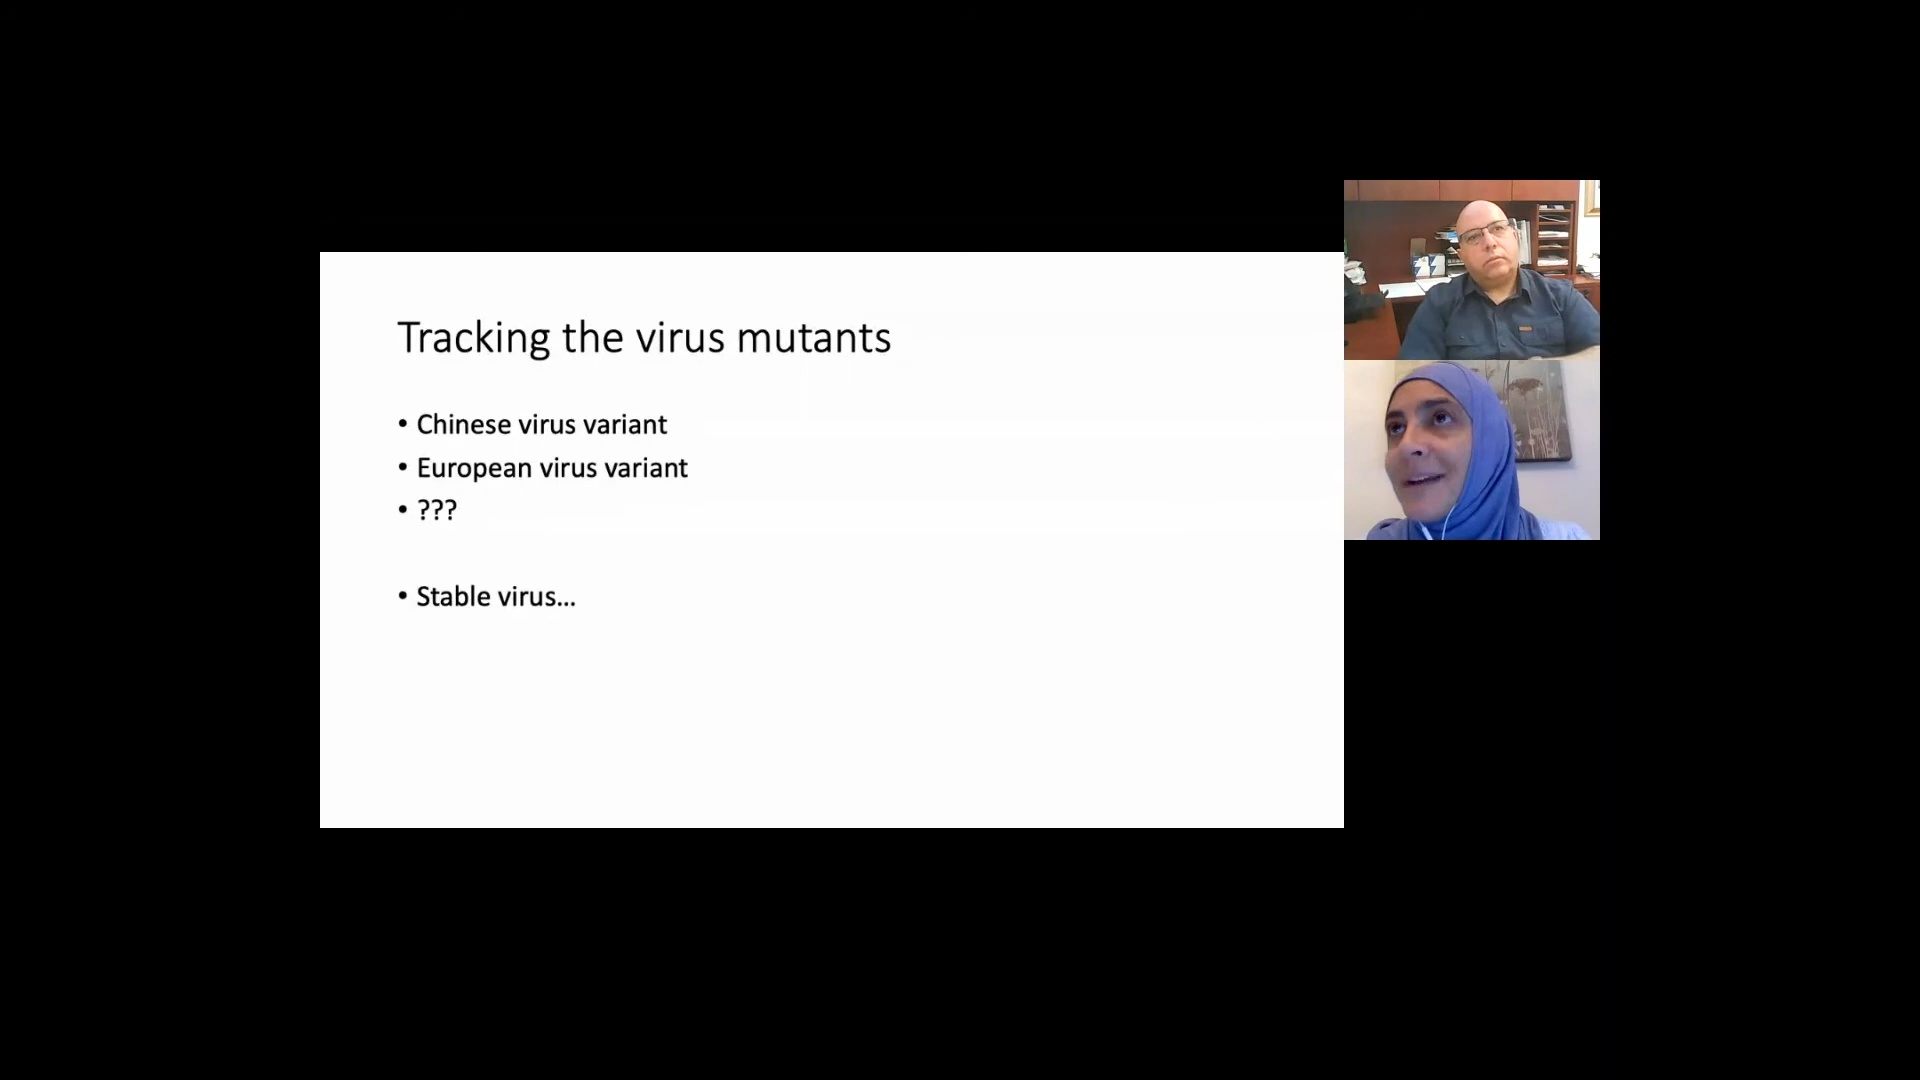 Tracking the virus mutants
• Chinese virus variant
• European virus variant
• ???
• Stable virus...